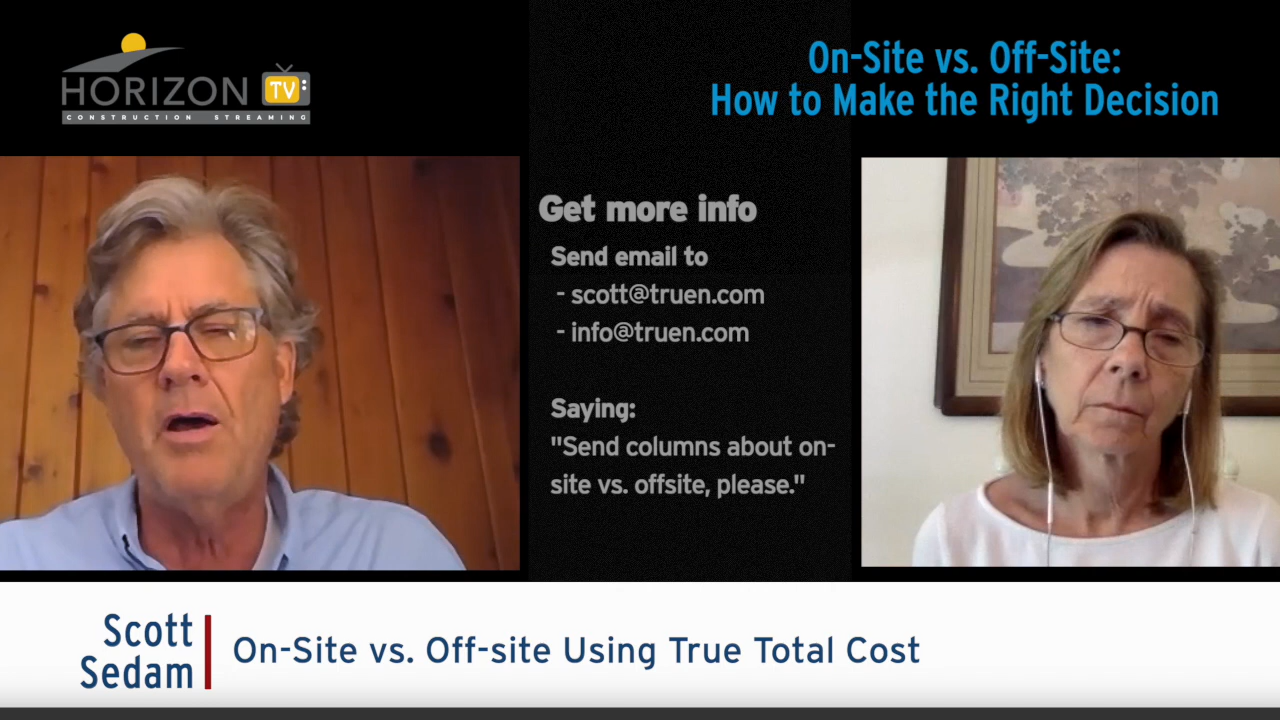 HORIZON TV
CONSTRUCTION STREAMING
On-Site vs. Off-Site:
How to Make the Right Decision
Get more info
Send email to
- scott@truen.com
- info@truen.com
Saying:
"Send columns about on-
site vs. offsite, please."
Scott
Sedam
On-Site vs. Off-site Using True Total Cost